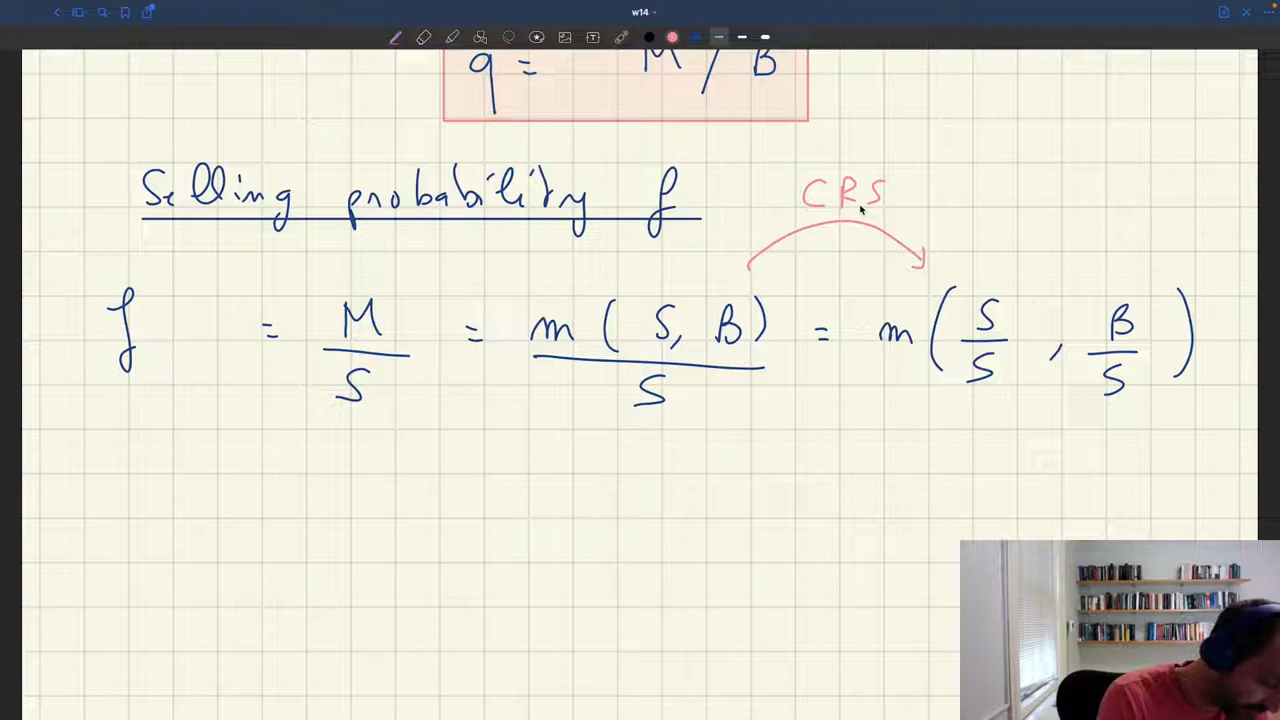 w14
q = M / B
Selling probability f
CRS
f = M/S = m(S, B)/S = m(S/S, B/S)